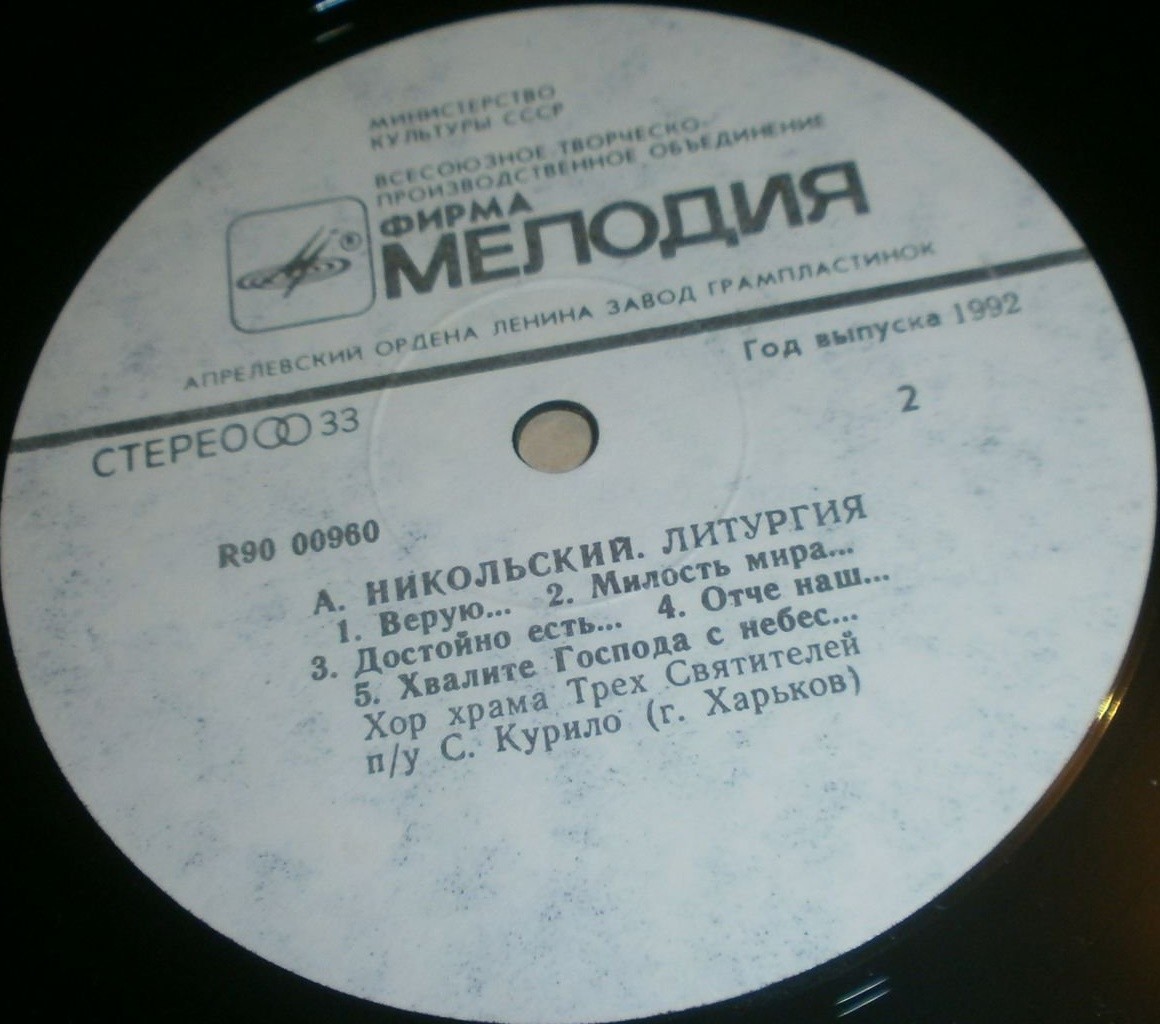 МИНИСТЕРСТВО
КУЛЬТУРЫ СССР
ВСЕСОЮЗНОЕ ТВОРЧЕСКО-
ПРОИЗВОДСТВЕННОЕ ОБЪЕДИНЕНИЕ
ФИРМА
МЕЛОДИЯ
®
АПРЕЛЕВСКИЙ ОРДЕНА ЛЕНИНА ЗАВОД ГРАМПЛАСТИНОК
Год выпуска 1992
СТЕРЕО 33
2
R90 00960
А. НИКОЛЬСКИЙ. ЛИТУРГИЯ
1. Верую... 2. Милость мира...
3. Достойно есть... 4. Отче наш...
5. Хвалите Господа с небес...
Хор храма Трех Святителей
п/у С. Курило (г. Харьков)